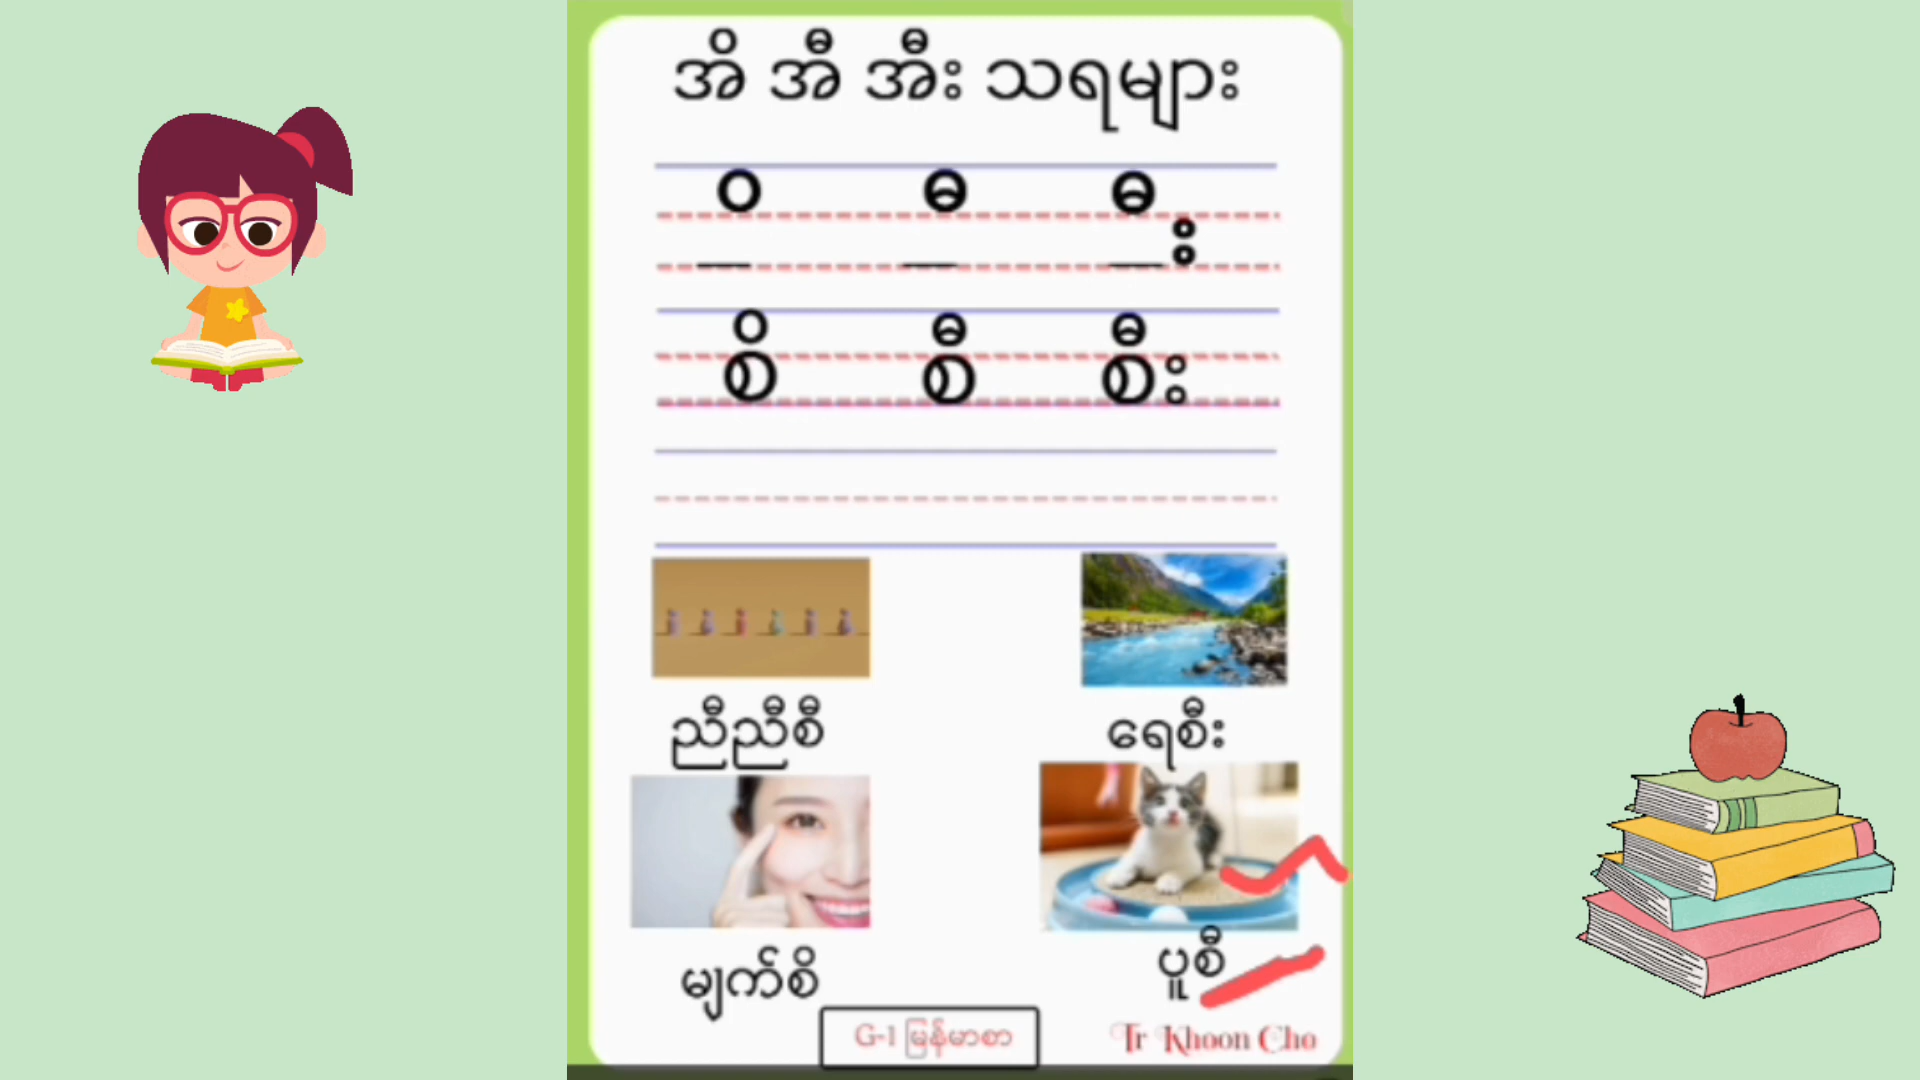 အိ အီ အီး သရများ
ိ ီ ီး
စိ စီ စီး
ညီညီစီ ရေစီး
မျက်စိ ပူစီ
G-1 မြန်မာစာ Tr Khoon Cho